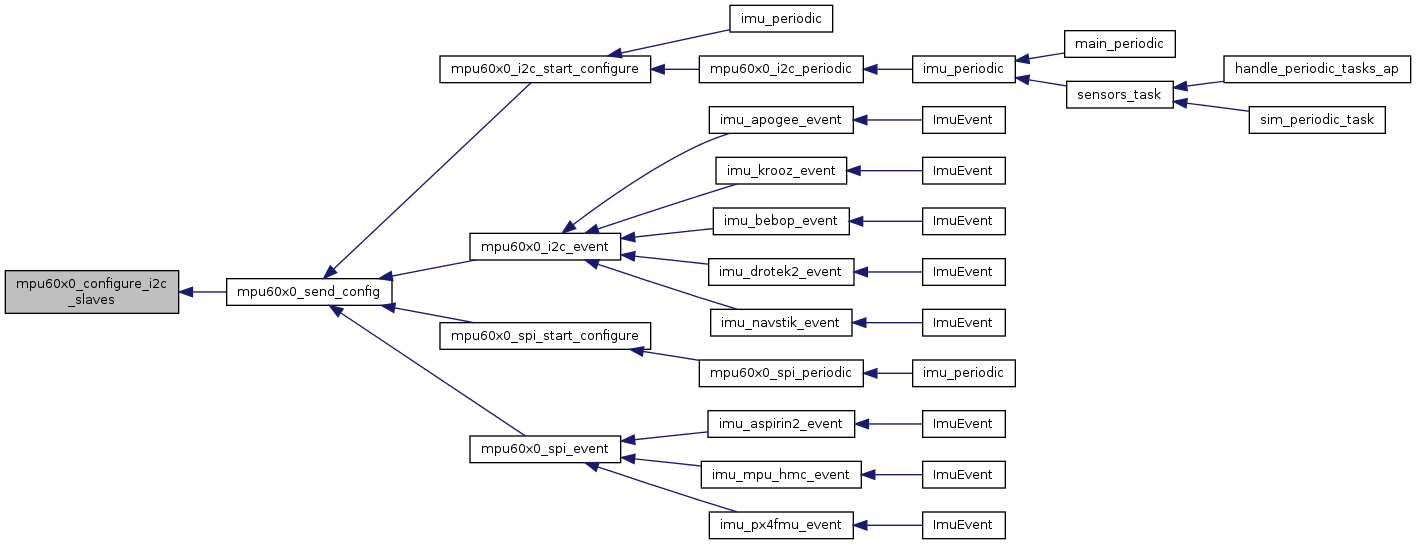 imu_periodic
mpu60x0_i2c_start_configure
mpu60x0_i2c_periodic
imu_periodic
main_periodic
sensors_task
handle_periodic_tasks_ap
sim_periodic_task
imu_apogee_event
ImuEvent
imu_krooz_event
ImuEvent
imu_bebop_event
ImuEvent
mpu60x0_i2c_event
imu_drotek2_event
ImuEvent
mpu60x0_configure_i2c
_slaves
mpu60x0_send_config
imu_navstik_event
ImuEvent
mpu60x0_spi_start_configure
mpu60x0_spi_periodic
imu_periodic
imu_aspirin2_event
ImuEvent
mpu60x0_spi_event
imu_mpu_hmc_event
ImuEvent
imu_px4fmu_event
ImuEvent